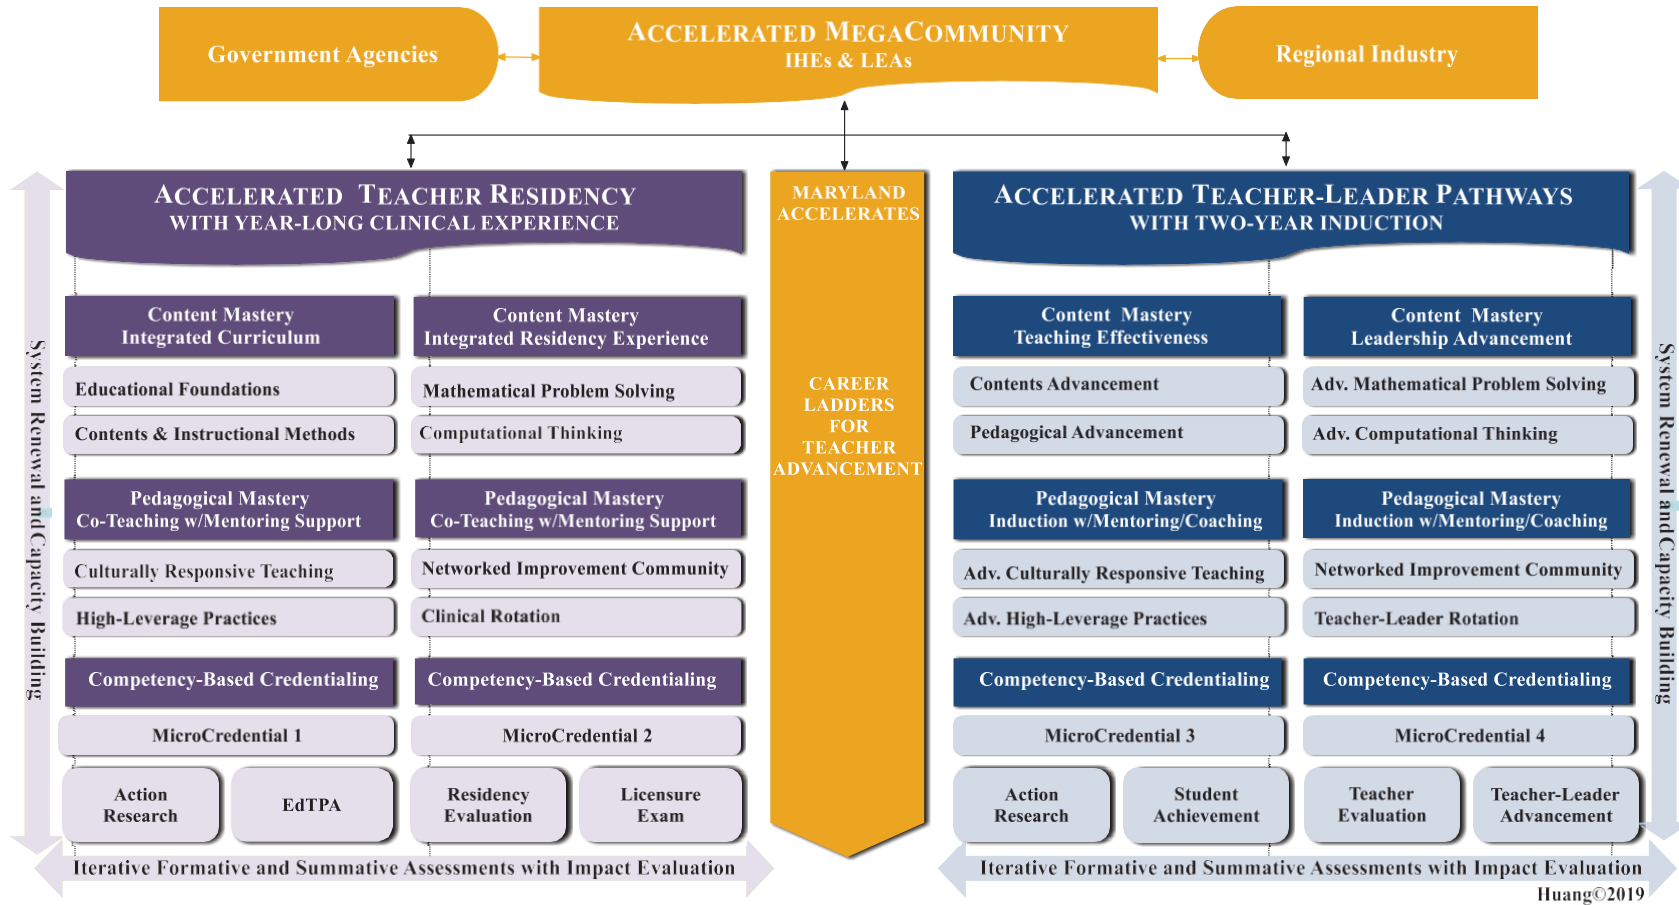 Government Agencies
ACCELERATED MEGACOMMUNITY
IHEs & LEAs
Regional Industry
System Renewal and Capacity Building
ACCELERATED TEACHER RESIDENCY
WITH YEAR-LONG CLINICAL EXPERIENCE
Content Mastery
Integrated Curriculum
Educational Foundations
Contents & Instructional Methods
Pedagogical Mastery
Co-Teaching w/Mentoring Support
Culturally Responsive Teaching
High-Leverage Practices
Competency-Based Credentialing
MicroCredential 1
Action
Research
EdTPA
Content Mastery
Integrated Residency Experience
Mathematical Problem Solving
Computational Thinking
Pedagogical Mastery
Co-Teaching w/Mentoring Support
Networked Improvement Community
Clinical Rotation
Competency-Based Credentialing
MicroCredential 2
Residency
Evaluation
Licensure
Exam
Iterative Formative and Summative Assessments with Impact Evaluation
MARYLAND
ACCELERATES
CAREER
LADDERS
FOR
TEACHER
ADVANCEMENT
ACCELERATED TEACHER-LEADER PATHWAYS
WITH TWO-YEAR INDUCTION
Content Mastery
Teaching Effectiveness
Contents Advancement
Pedagogical Advancement
Pedagogical Mastery
Induction w/Mentoring/Coaching
Adv. Culturally Responsive Teaching
Adv. High-Leverage Practices
Competency-Based Credentialing
MicroCredential 3
Action
Research
Student
Achievement
Content Mastery
Leadership Advancement
Adv. Mathematical Problem Solving
Adv. Computational Thinking
Pedagogical Mastery
Induction w/Mentoring/Coaching
Networked Improvement Community
Teacher-Leader Rotation
Competency-Based Credentialing
MicroCredential 4
Teacher
Evaluation
Teacher-Leader
Advancement
System Renewal and Capacity Building
Iterative Formative and Summative Assessments with Impact Evaluation
Huang©2019